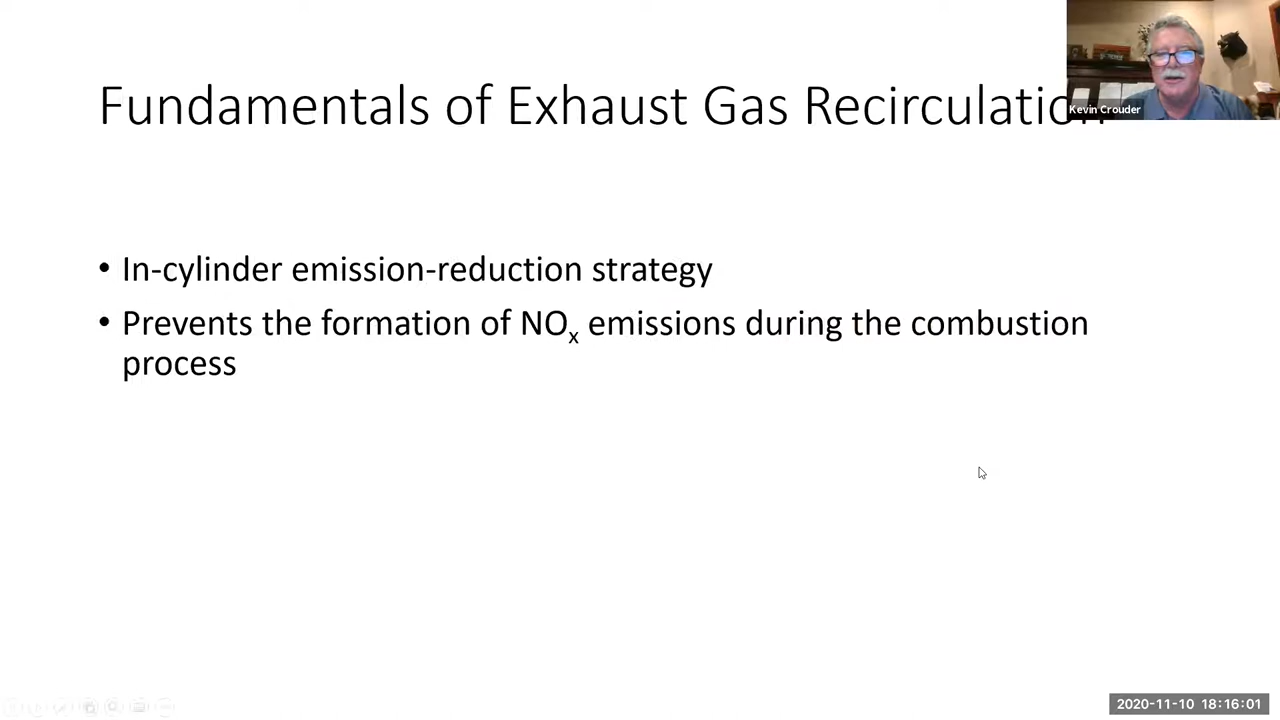 Fundamentals of Exhaust Gas Recirculation
Kevin Crouder
• In-cylinder emission-reduction strategy
• Prevents the formation of NOx emissions during the combustion
process
2020-11-10 18:16:01